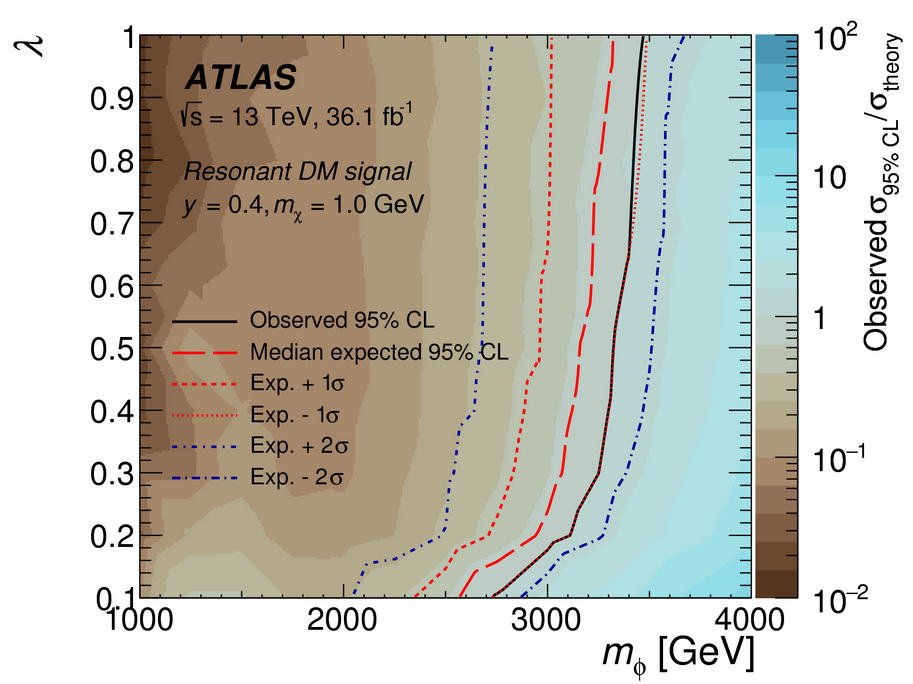 λ
1
0.9
0.8
0.7
0.6
0.5
0.4
0.3
0.2
0.1
ATLAS
√s = 13 TeV, 36.1 fb⁻¹
Resonant DM signal
y = 0.4, mχ = 1.0 GeV
Observed 95% CL
Median expected 95% CL
Exp. + 1σ
Exp. - 1σ
Exp. + 2σ
Exp. - 2σ
1000 2000 3000 4000
mϕ [GeV]
10²
10
1
10⁻¹
10⁻²
Observed σ95% CL/σtheory